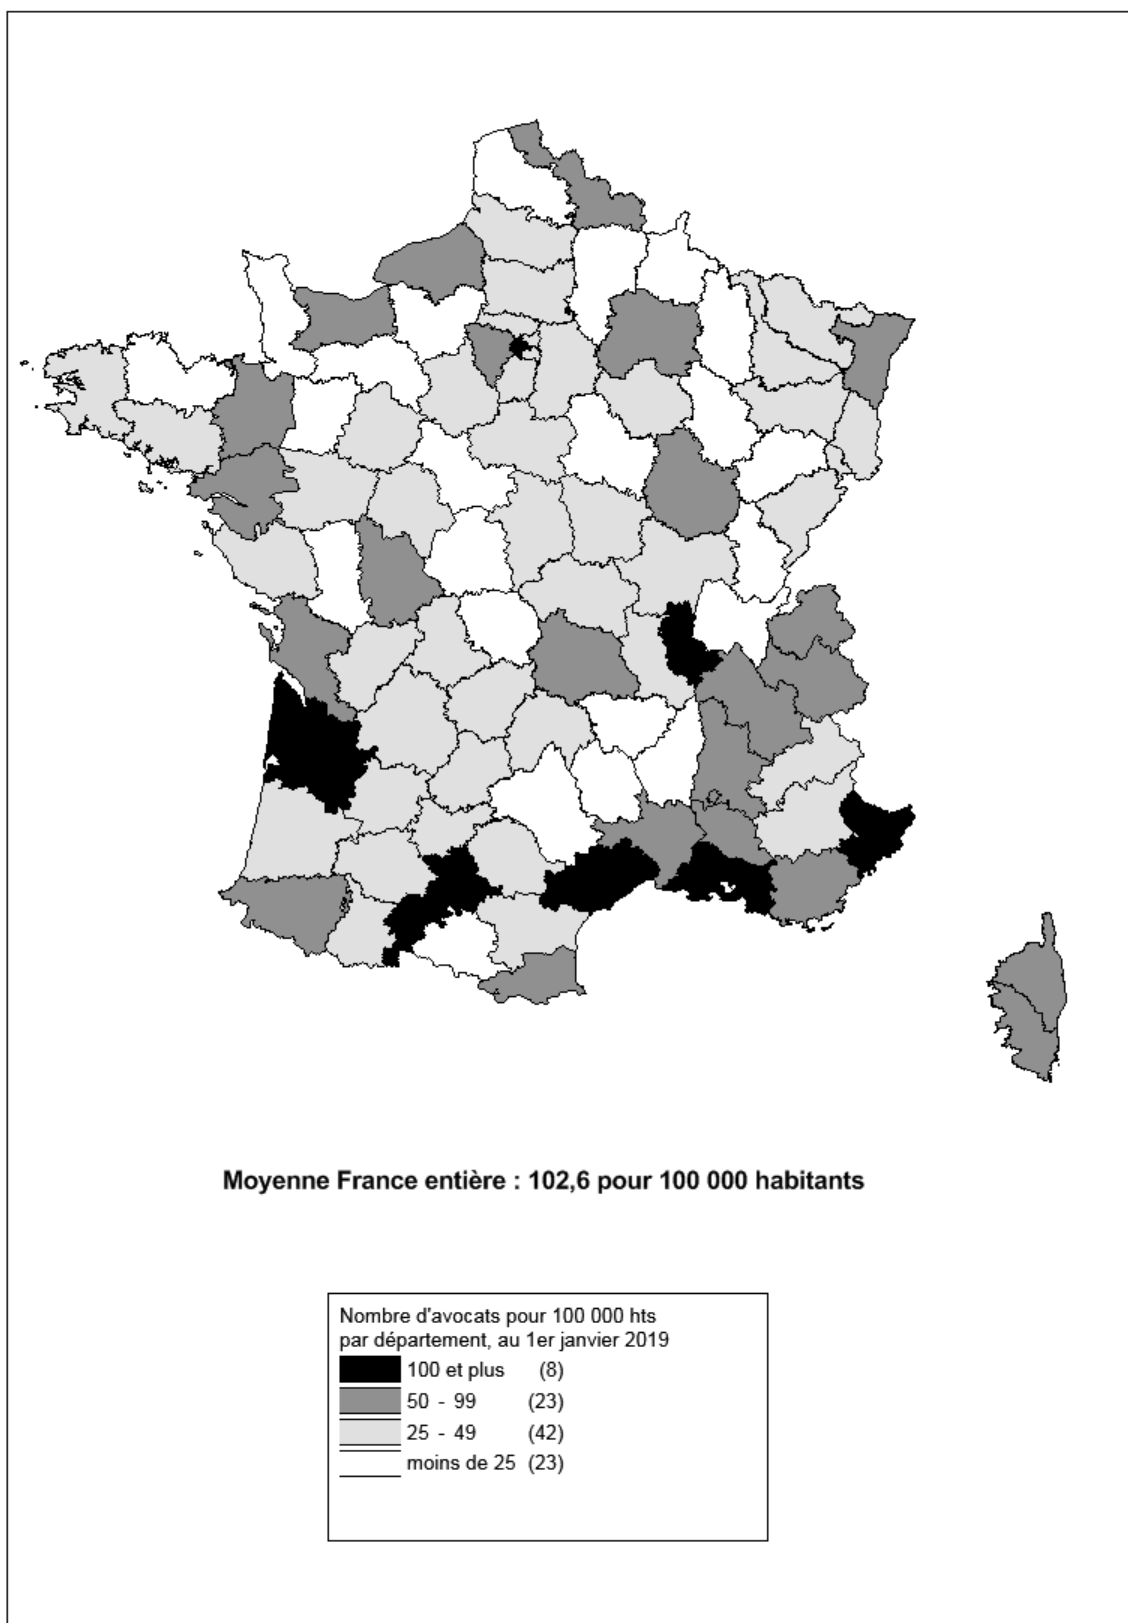 Moyenne France entière : 102,6 pour 100 000 habitants
Nombre d'avocats pour 100 000 hts
par département, au 1er janvier 2019
100 et plus (8)
50 - 99 (23)
25 - 49 (42)
moins de 25 (23)